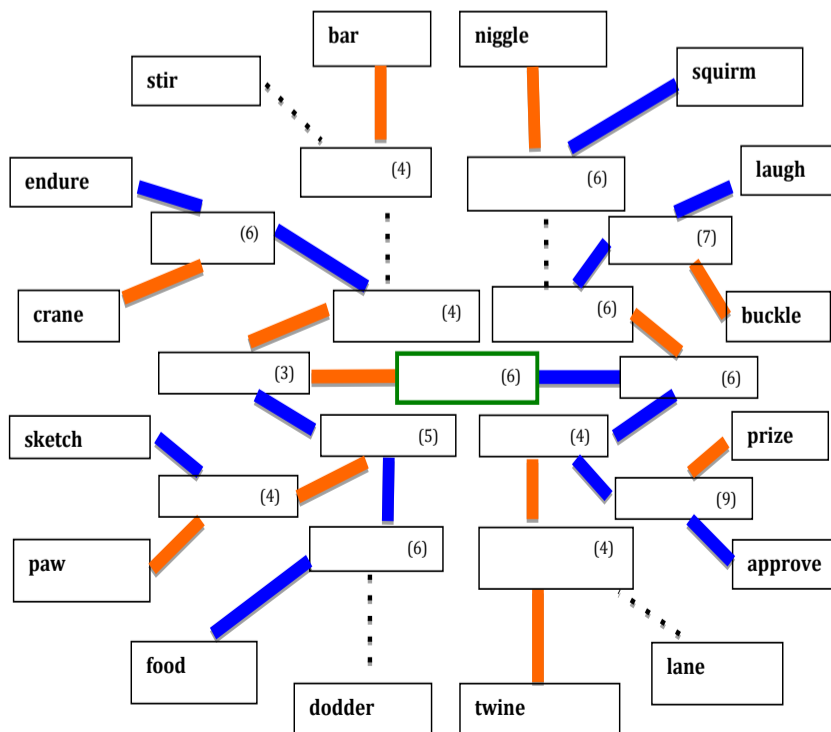 bar
niggle
stir
squirm
(4)
endure
(6)
laugh
(6)
(7)
crane
(4)
(6)
buckle
(3)
(6)
(6)
sketch
(5)
(4)
prize
(4)
(9)
paw
(6)
(4)
approve
food
lane
dodder
twine